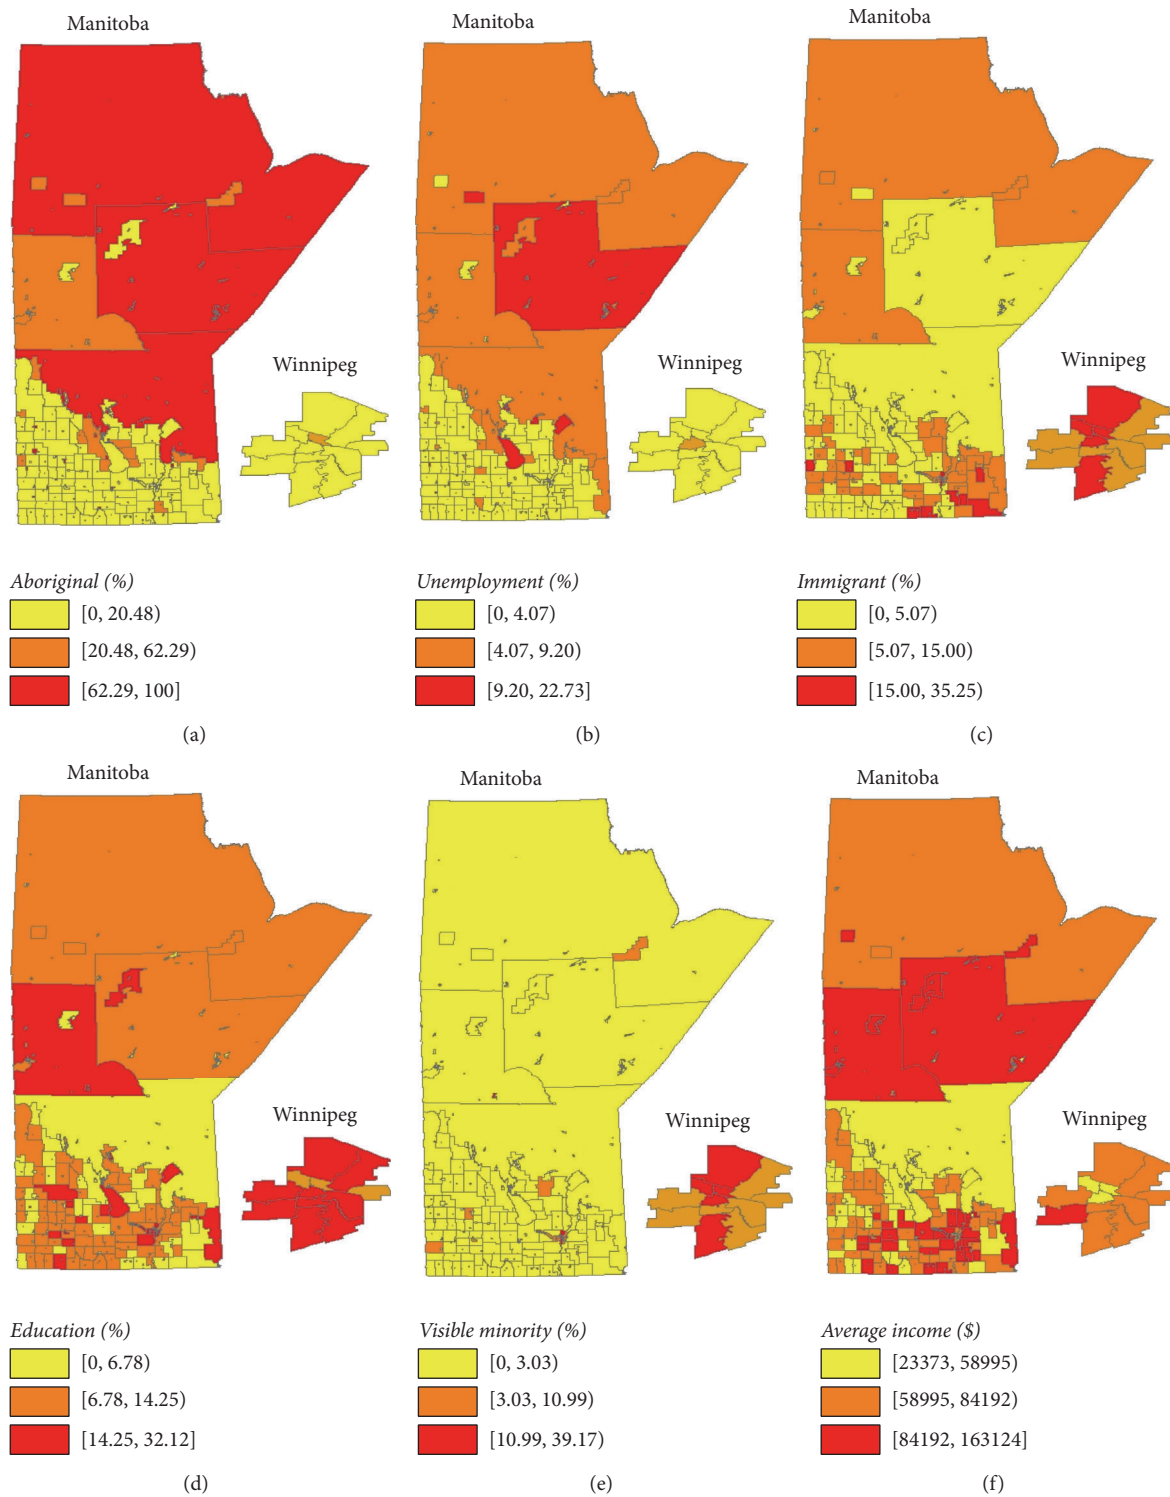 Manitoba
Winnipeg
Aboriginal (%)
[0, 20.48)
[20.48, 62.29)
[62.29, 100]
(a)
Manitoba
Winnipeg
Unemployment (%)
[0, 4.07)
[4.07, 9.20)
[9.20, 22.73]
(b)
Manitoba
Winnipeg
Immigrant (%)
[0, 5.07)
[5.07, 15.00)
[15.00, 35.25)
(c)
Manitoba
Winnipeg
Education (%)
[0, 6.78)
[6.78, 14.25)
[14.25, 32.12]
(d)
Manitoba
Winnipeg
Visible minority (%)
[0, 3.03)
[3.03, 10.99)
[10.99, 39.17)
(e)
Manitoba
Winnipeg
Average income ($)
[23373, 58995)
[58995, 84192)
[84192, 163124]
(f)